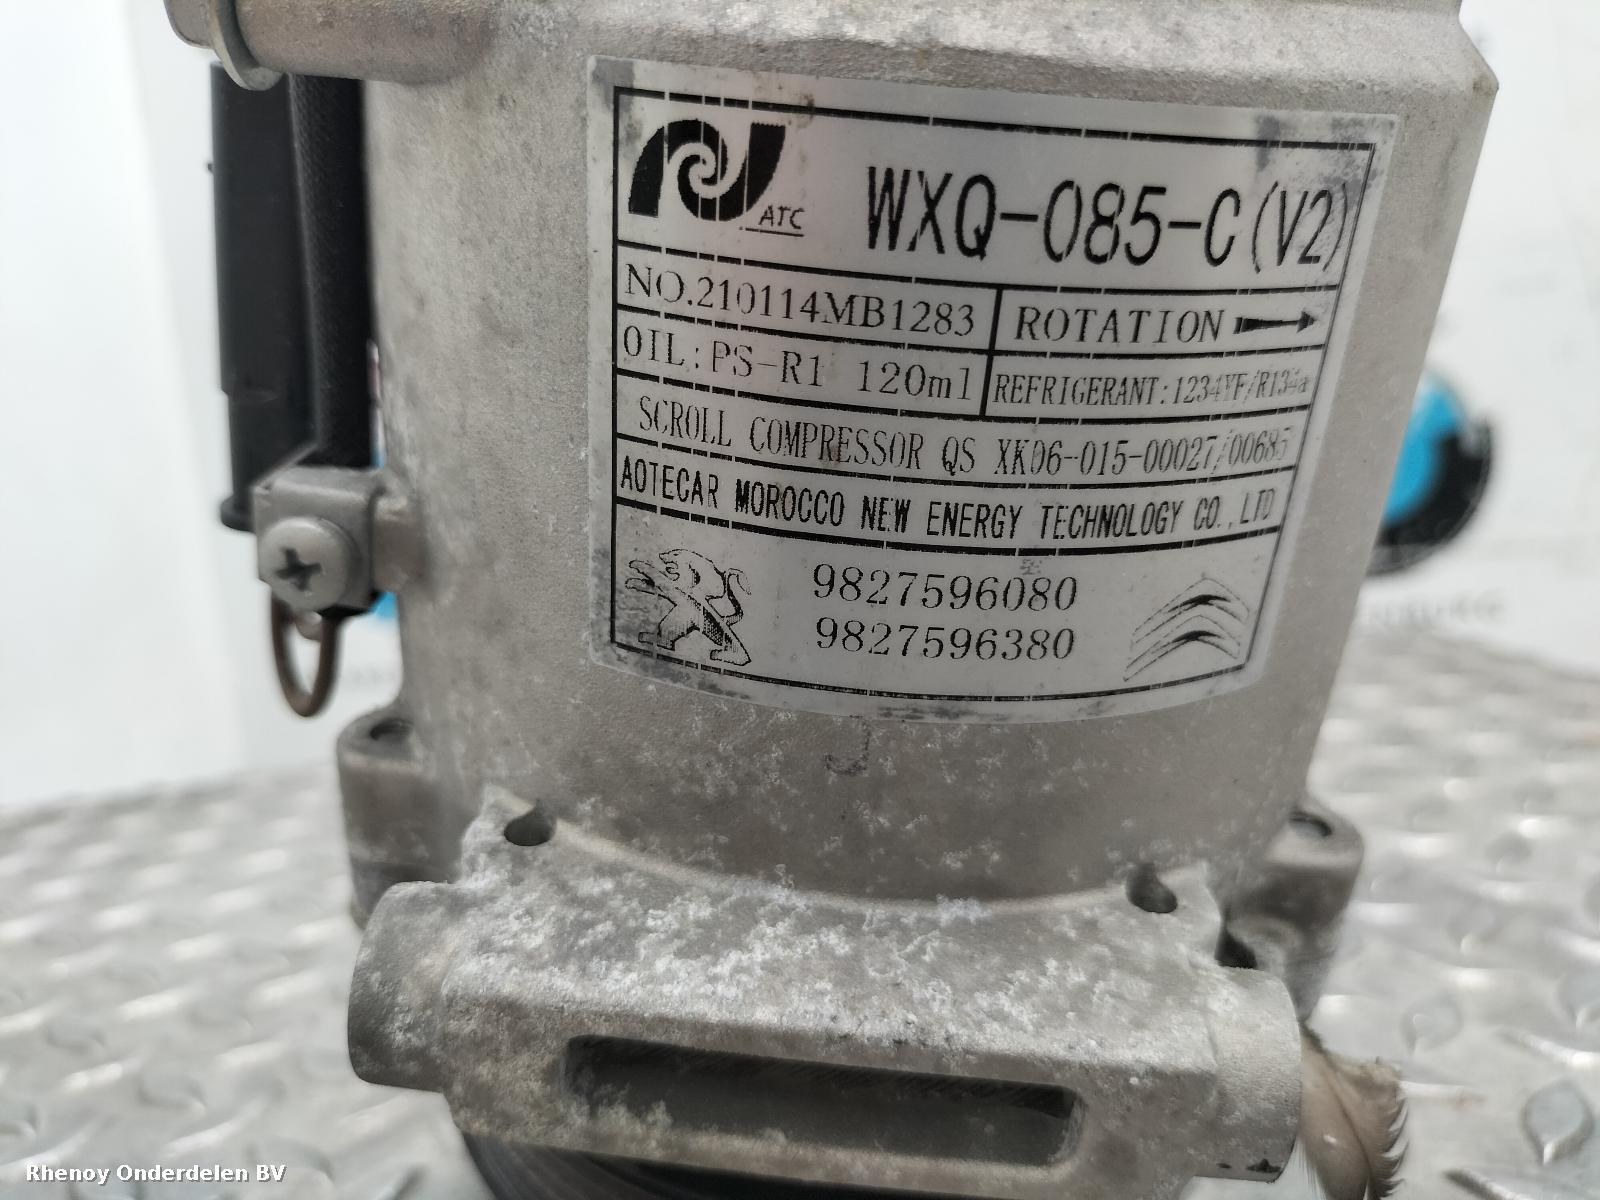 ATC
WXQ-085-C(V2)
NO.210114MB1283
ROTATION
OIL:PS-R1 120ml
REFRIGERANT:1234YF/R134a
SCROLL COMPRESSOR QS XK06-015-00027/00685
AOTECAR MOROCCO NEW ENERGY TECHNOLOGY CO.,LTD
9827596080
9827596380
Rhenoy Onderdelen BV